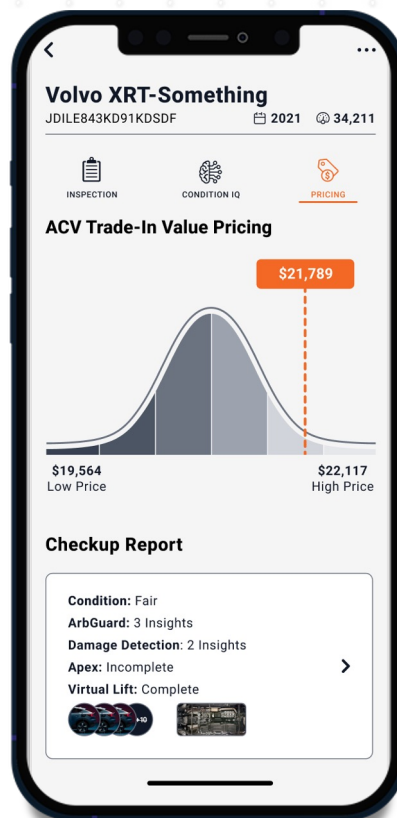 Volvo XRT-Something
JDILE843KD91KDSDF 2021 34,211
INSPECTION CONDITION IQ PRICING
ACV Trade-In Value Pricing
$21,789
$19,564 $22,117
Low Price High Price
Checkup Report
Condition: Fair
ArbGuard: 3 Insights
Damage Detection: 2 Insights
Apex: Incomplete
Virtual Lift: Complete
+10